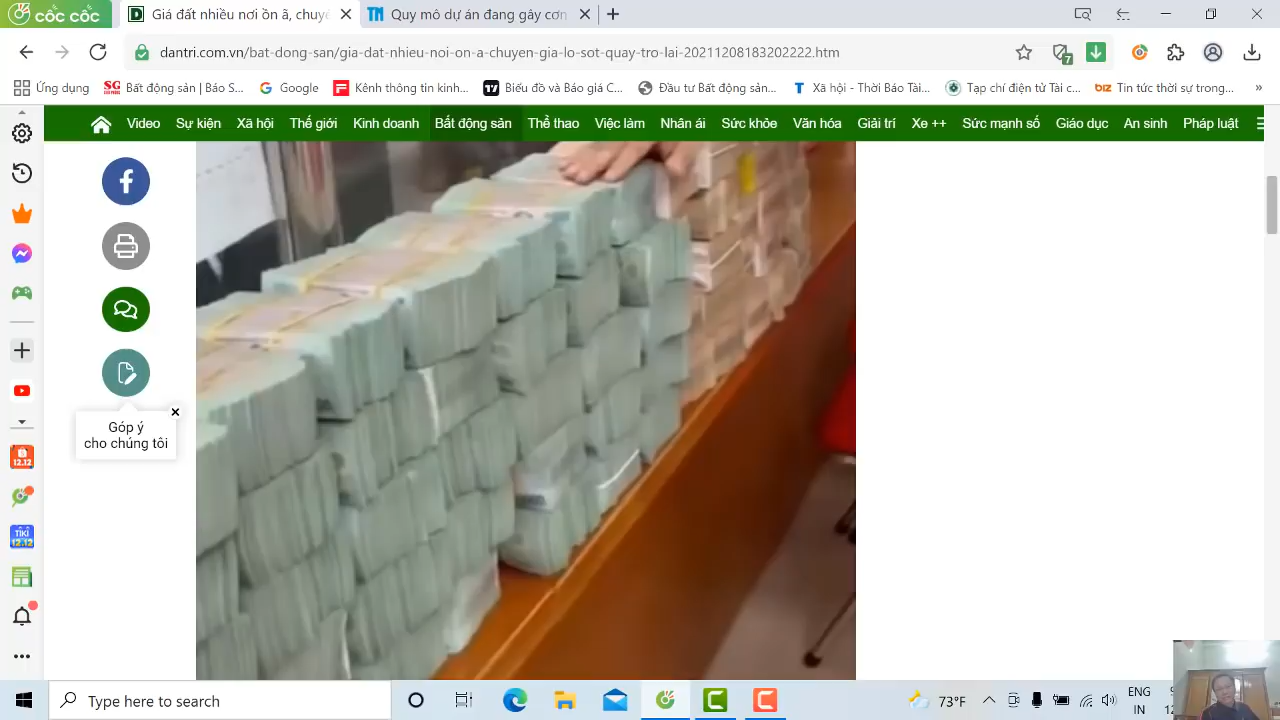 cốc cốc
Giá đất nhiều nơi ồn ã, chuyê
Quy mô dự án đang gây cơn
dantri.com.vn/bat-dong-san/gia-dat-nhieu-noi-on-a-chuyen-gia-lo-sot-quay-tro-lai-20211208183202222.htm
7
Ứng dụng
Bất động sản | Báo S...
Google
Kênh thông tin kinh...
Biểu đồ và Báo giá C...
Đầu tư Bất động sản...
Xã hội - Thời Báo Tài...
Tạp chí điện tử Tài c...
Tin tức thời sự trong...
Video
Sự kiện
Xã hội
Thế giới
Kinh doanh
Bất động sản
Thể thao
Việc làm
Nhân ái
Sức khỏe
Văn hóa
Giải trí
Xe ++
Sức mạnh số
Giáo dục
An sinh
Pháp luật
Góp ý
cho chúng tôi
12.12
TIKI
Type here to search
73°F
ENG
IN